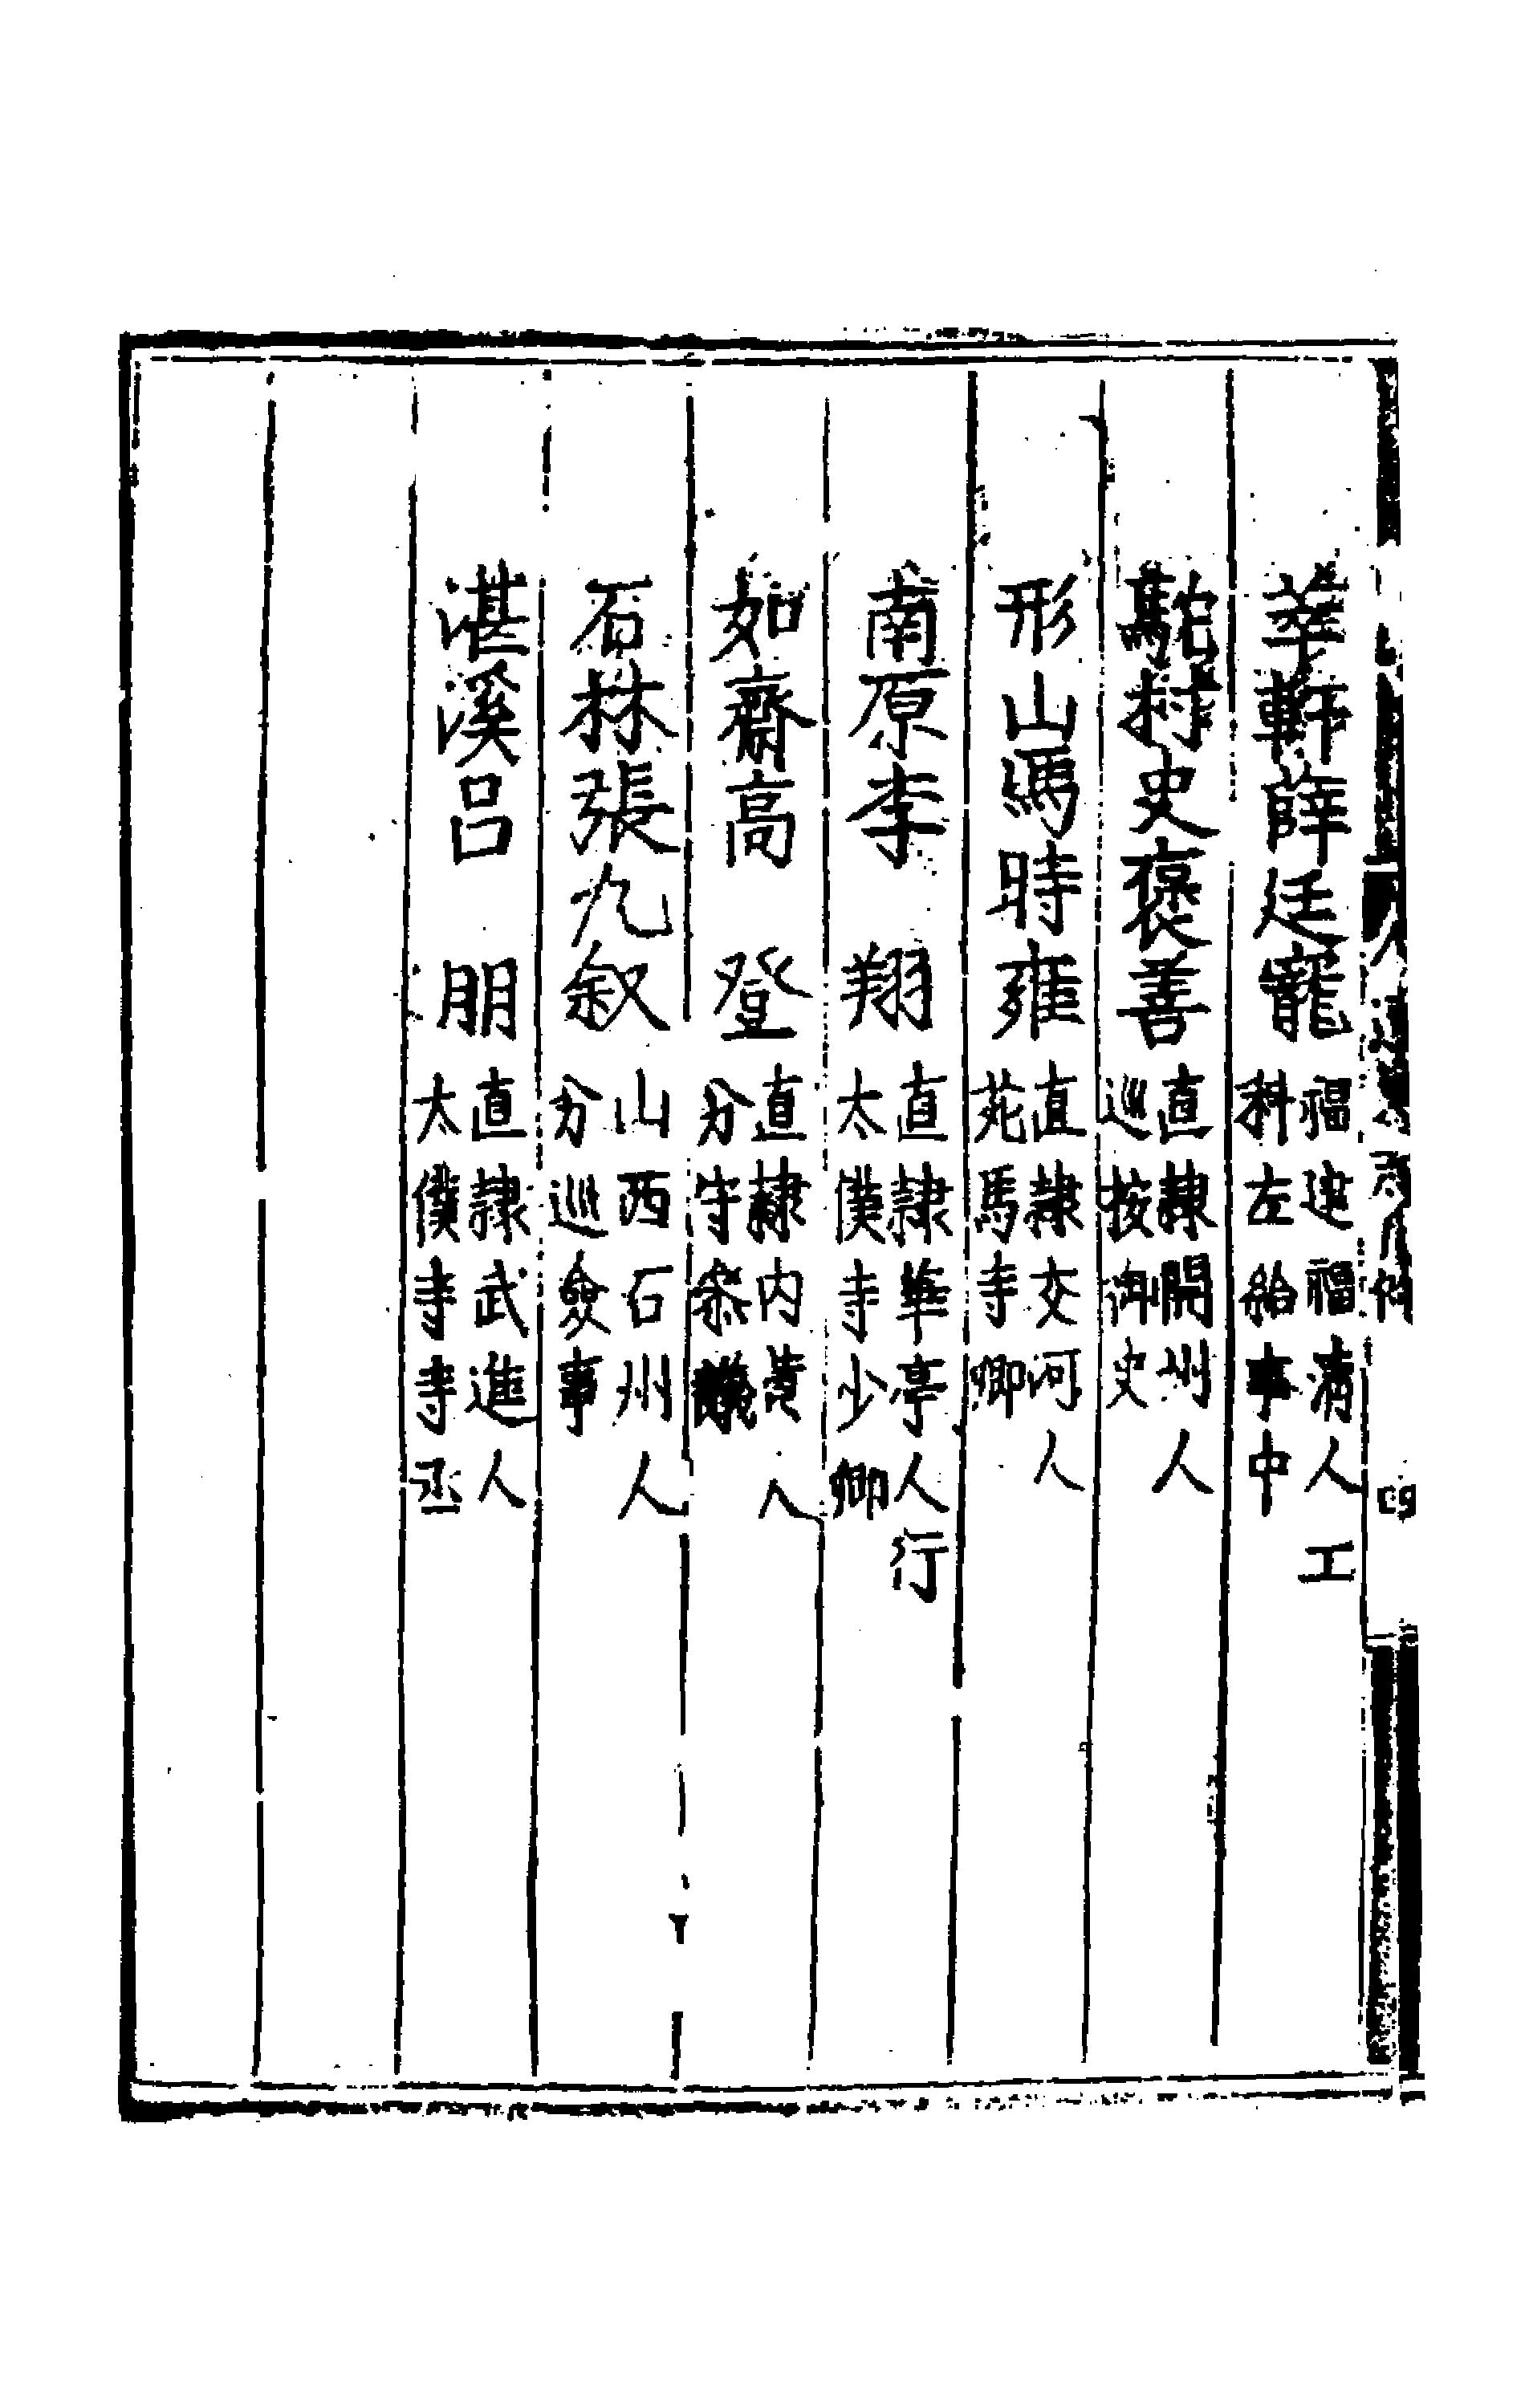 華軒薛廷寵福建福清人工
科左給事中
駝村史褒善直隸開州人
巡按御史
形山馮時雍直隸交河人
苑馬寺卿
南原李翔直隸華亭人行
太僕寺少卿
如齋高登直隸內黃人
分守叅議
石林張九叙山西石州人
分巡僉事
湛溪呂朋直隸武進人
太僕寺寺丞
四